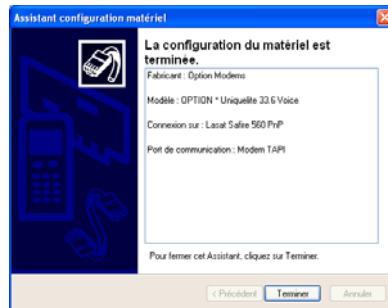 Assistant configuration matériel
La configuration du matériel est
terminée.
Fabricant : Option Modems
Modèle : OPTION * Uniquelite 33.6 Voice
Connexion sur : Lasat Safire 560 PnP
Port de communication : Modem TAPI
Pour fermer cet Assistant, cliquez sur Terminer.
< Précédent
Terminer
Annuler